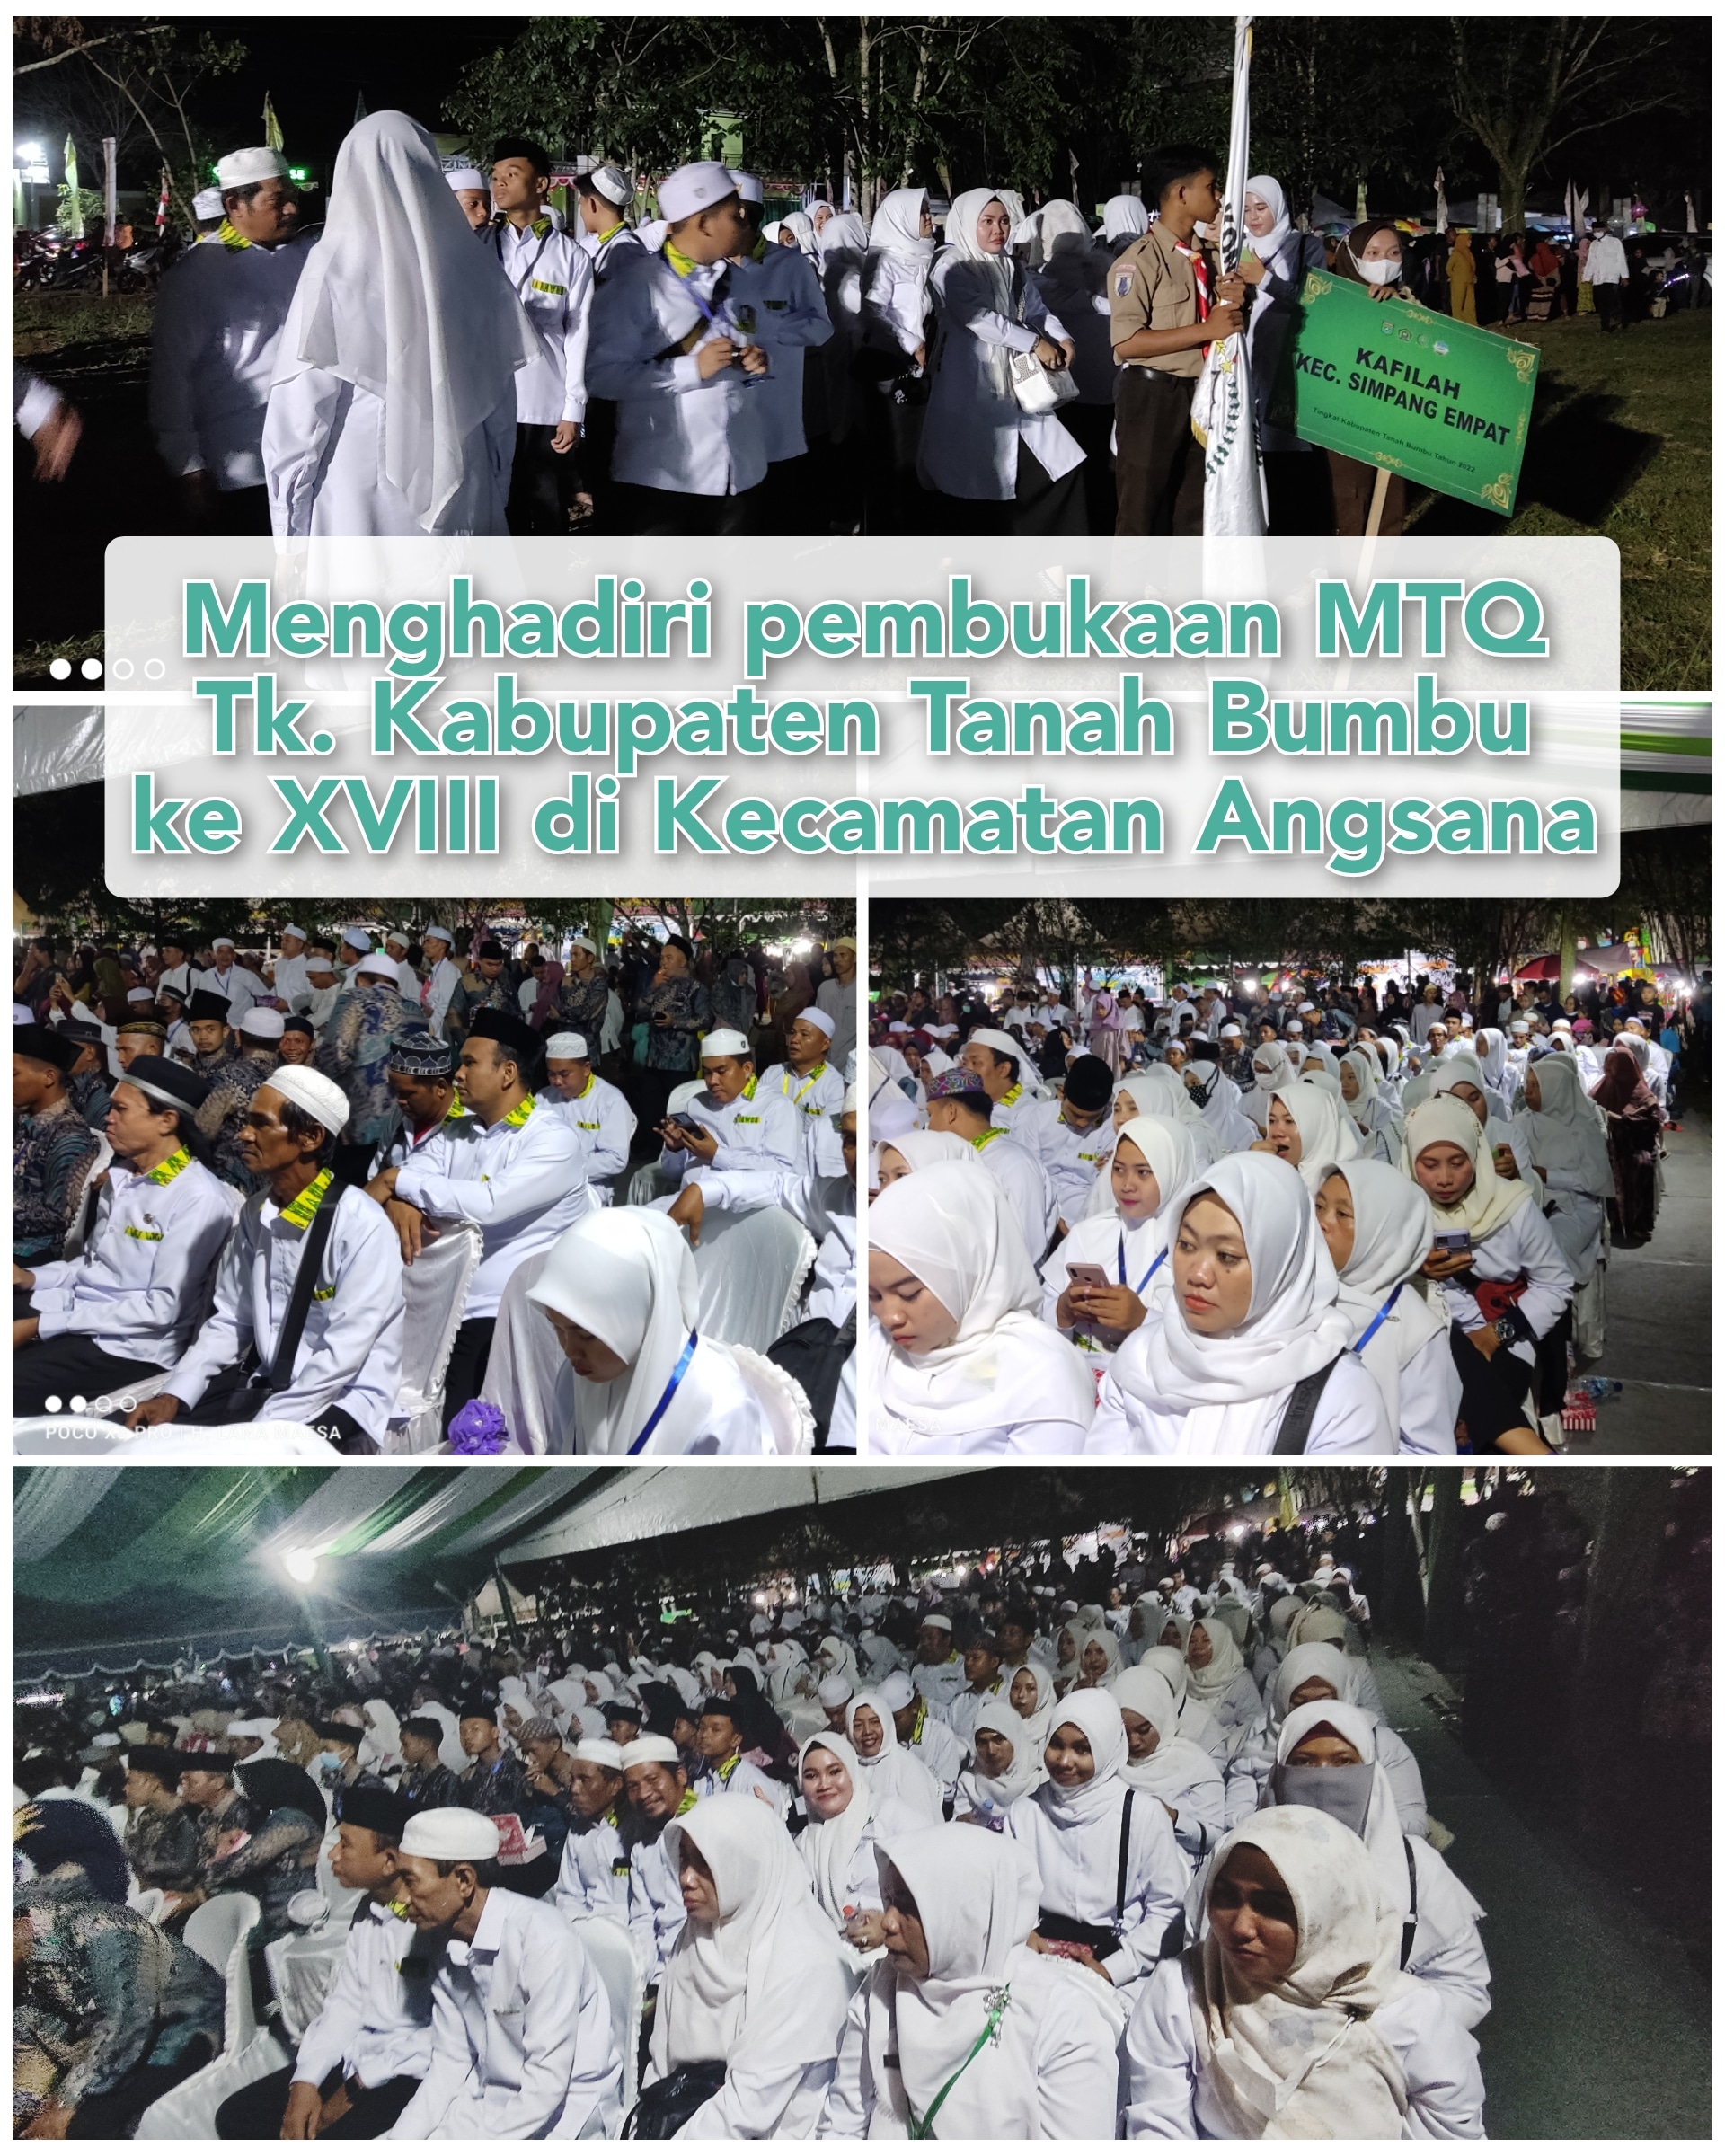 KAFILAH
KEC. SIMPANG EMPAT
Tingkat Kabupaten Tanah Bumbu Tahun 2022
Menghadiri pembukaan MTQ
Tk. Kabupaten Tanah Bumbu
ke XVIII di Kecamatan Angsana
POCO X3 PRO